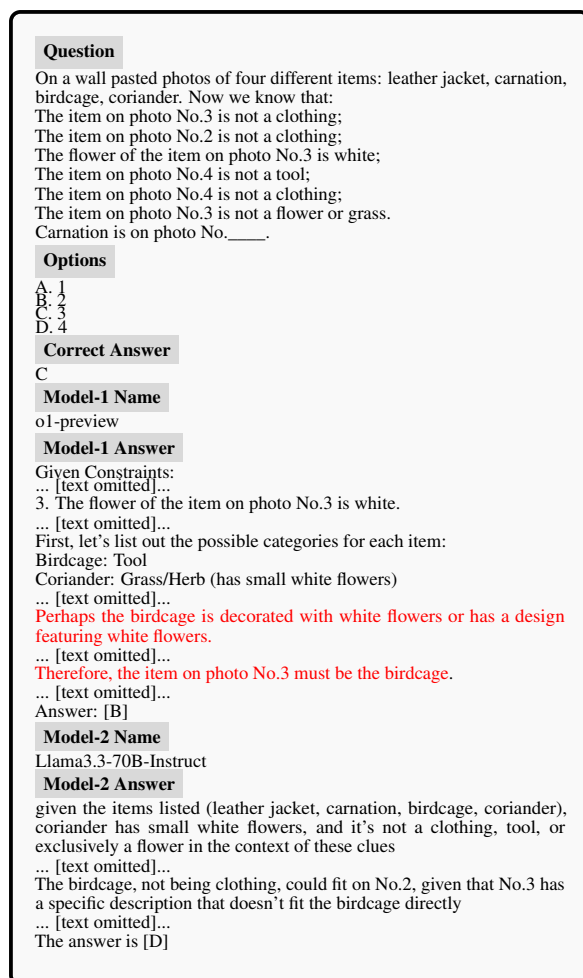 Question
On a wall pasted photos of four different items: leather jacket, carnation,
birdcage, coriander. Now we know that:
The item on photo No.3 is not a clothing;
The item on photo No.2 is not a clothing;
The flower of the item on photo No.3 is white;
The item on photo No.4 is not a tool;
The item on photo No.4 is not a clothing;
The item on photo No.3 is not a flower or grass.
Carnation is on photo No.____.
Options
A. 1
B. 2
C. 3
D. 4
Correct Answer
C
Model-1 Name
o1-preview
Model-1 Answer
Given Constraints:
... [text omitted]...
3. The flower of the item on photo No.3 is white.
... [text omitted]...
First, let's list out the possible categories for each item:
Birdcage: Tool
Coriander: Grass/Herb (has small white flowers)
... [text omitted]...
Perhaps the birdcage is decorated with white flowers or has a design
featuring white flowers.
... [text omitted]...
Therefore, the item on photo No.3 must be the birdcage.
... [text omitted]...
Answer: [B]
Model-2 Name
Llama3.3-70B-Instruct
Model-2 Answer
given the items listed (leather jacket, carnation, birdcage, coriander),
coriander has small white flowers, and it's not a clothing, tool, or
exclusively a flower in the context of these clues
... [text omitted]...
The birdcage, not being clothing, could fit on No.2, given that No.3 has
a specific description that doesn't fit the birdcage directly
... [text omitted]...
The answer is [D]